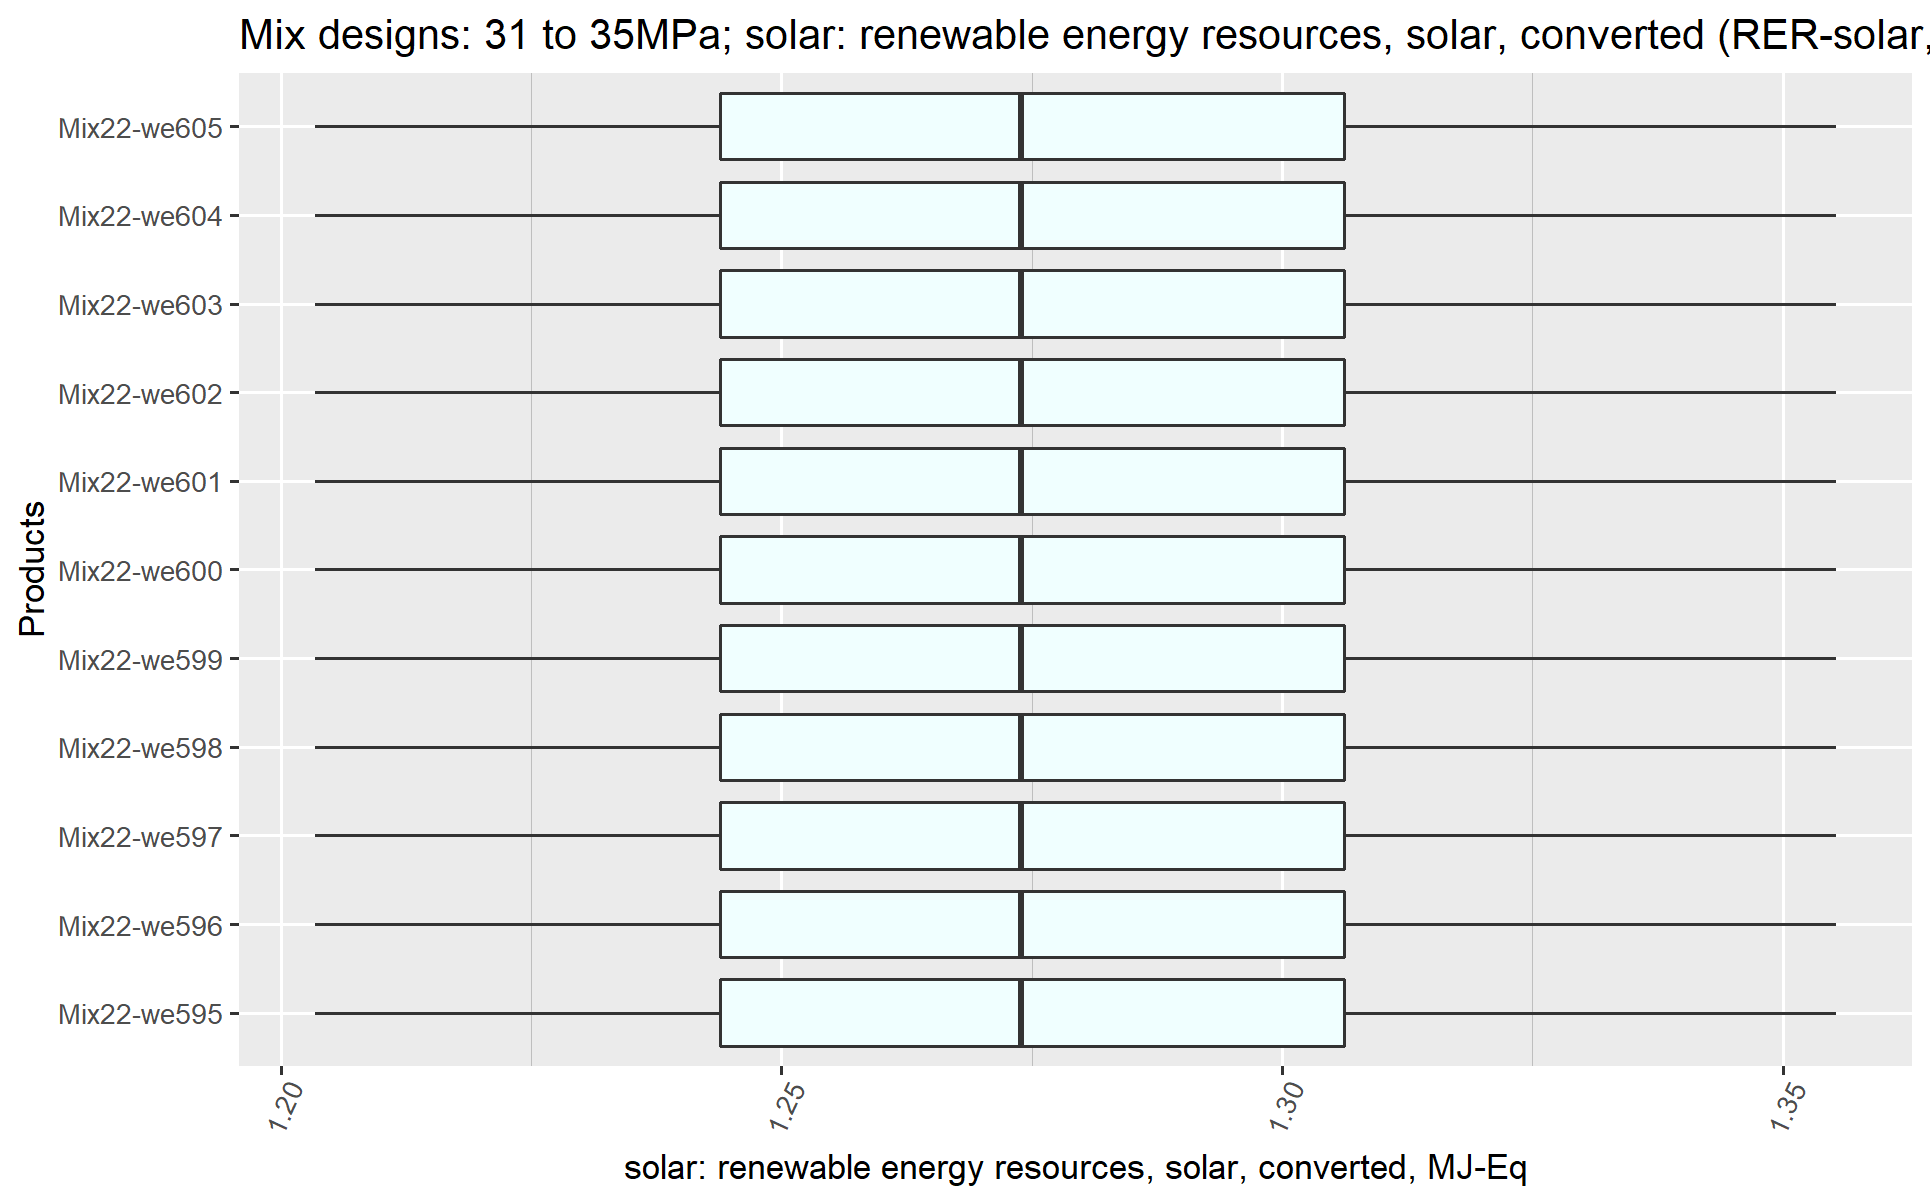 Mix designs: 31 to 35MPa; solar: renewable energy resources, solar, converted (RER-solar,
Products
Mix22-we605
Mix22-we604
Mix22-we603
Mix22-we602
Mix22-we601
Mix22-we600
Mix22-we599
Mix22-we598
Mix22-we597
Mix22-we596
Mix22-we595
1.20
1.25
1.30
1.35
solar: renewable energy resources, solar, converted, MJ-Eq